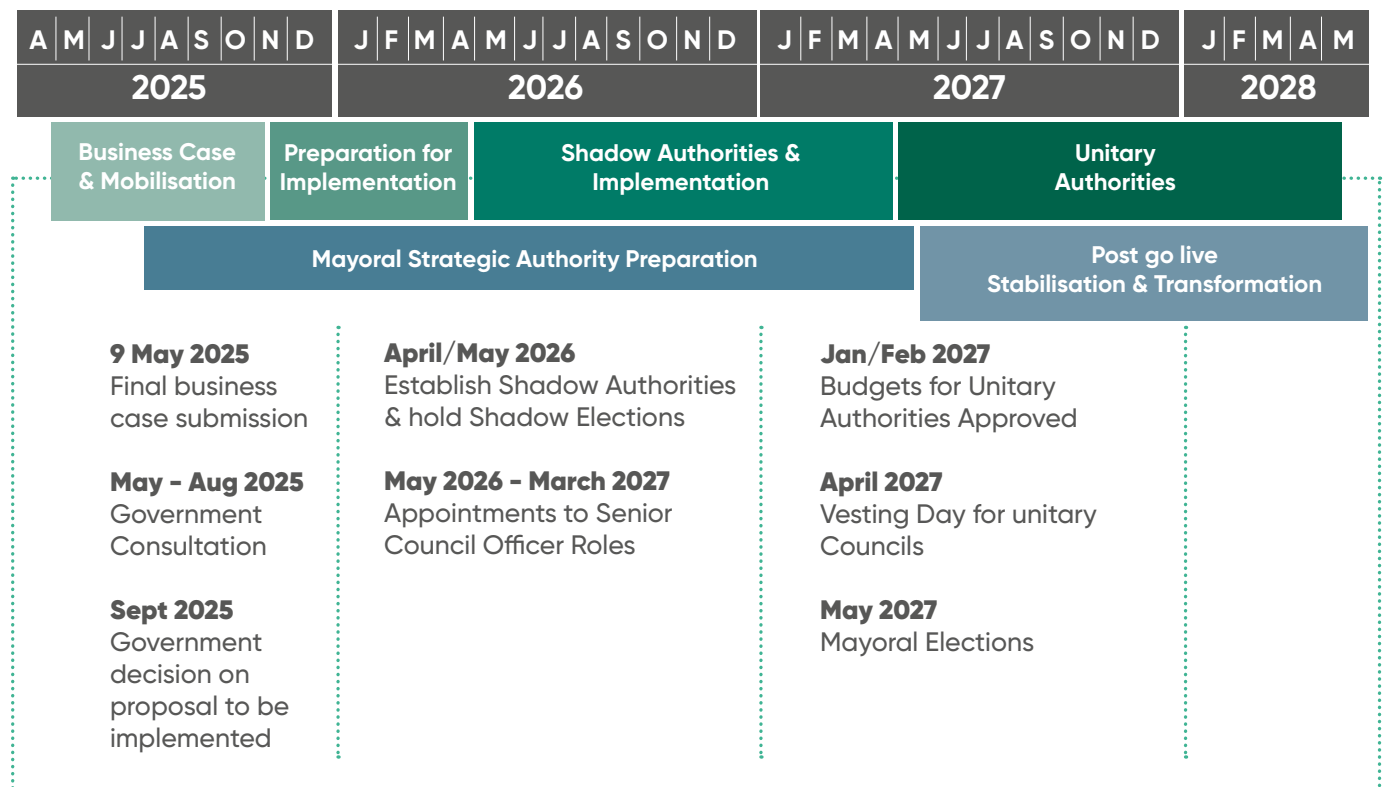 A M J J A S O N D J F M A M J J A S O N D J F M A M J J A S O N D J F M A M
2025 2026 2027 2028
Business Case
& Mobilisation
Preparation for
Implementation
Shadow Authorities &
Implementation
Unitary
Authorities
Mayoral Strategic Authority Preparation
Post go live
Stabilisation & Transformation
9 May 2025
Final business
case submission
May - Aug 2025
Government
Consultation
Sept 2025
Government
decision on
proposal to be
implemented
April/May 2026
Establish Shadow Authorities
& hold Shadow Elections
May 2026 - March 2027
Appointments to Senior
Council Officer Roles
Jan/Feb 2027
Budgets for Unitary
Authorities Approved
April 2027
Vesting Day for unitary
Councils
May 2027
Mayoral Elections